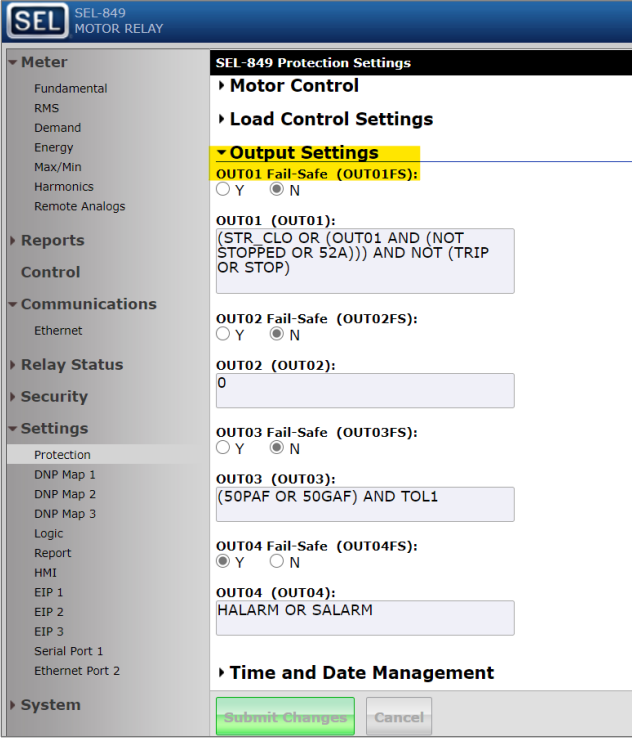 SEL
SEL-849
MOTOR RELAY
Meter
Fundamental
RMS
Demand
Energy
Max/Min
Harmonics
Remote Analogs
Reports
Control
Communications
Ethernet
Relay Status
Security
Settings
Protection
DNP Map 1
DNP Map 2
DNP Map 3
Logic
Report
HMI
EIP 1
EIP 2
EIP 3
Serial Port 1
Ethernet Port 2
System
SEL-849 Protection Settings
Motor Control
Load Control Settings
Output Settings
OUT01 Fail-Safe (OUT01FS):
Y N
OUT01 (OUT01):
(STR_CLO OR (OUT01 AND (NOT
STOPPED OR 52A))) AND NOT (TRIP
OR STOP)
OUT02 Fail-Safe (OUT02FS):
Y N
OUT02 (OUT02):
0
OUT03 Fail-Safe (OUT03FS):
Y N
OUT03 (OUT03):
(50PAF OR 50GAF) AND TOL1
OUT04 Fail-Safe (OUT04FS):
Y N
OUT04 (OUT04):
HALARM OR SALARM
Time and Date Management
Submit Changes Cancel